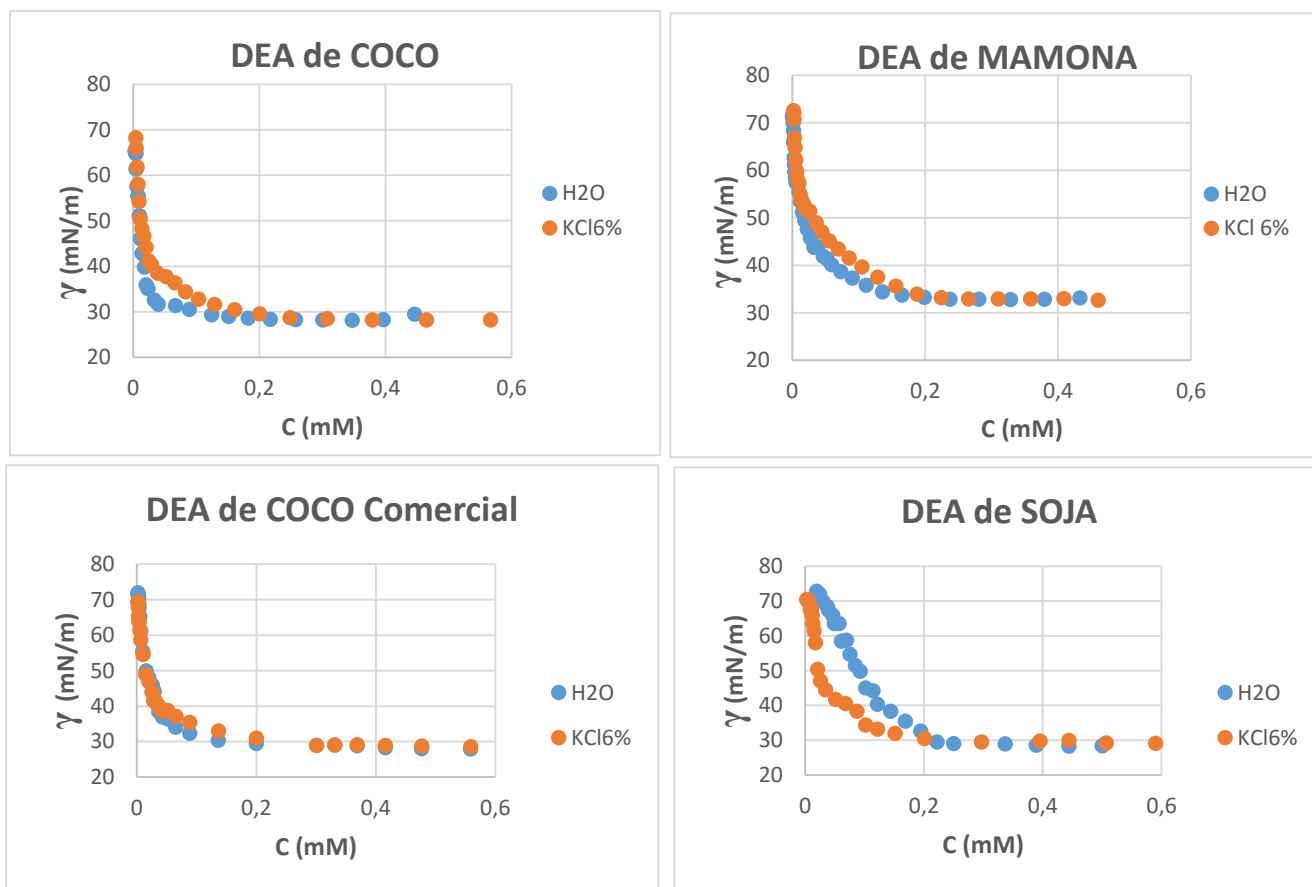 DEA de COCO
80
70
60
50
40
30
20
0
0,2
0,4
0,6
γ (mN/m)
C (mM)
H2O
KCl6%
DEA de MAMONA
80
70
60
50
40
30
20
0
0,2
0,4
0,6
γ (mN/m)
C (mM)
H2O
KCl 6%
DEA de COCO Comercial
80
70
60
50
40
30
20
0
0,2
0,4
0,6
γ (mN/m)
C (mM)
H2O
KCl6%
DEA de SOJA
80
70
60
50
40
30
20
0
0,2
0,4
0,6
γ (mN/m)
C (mM)
H2O
KCl6%